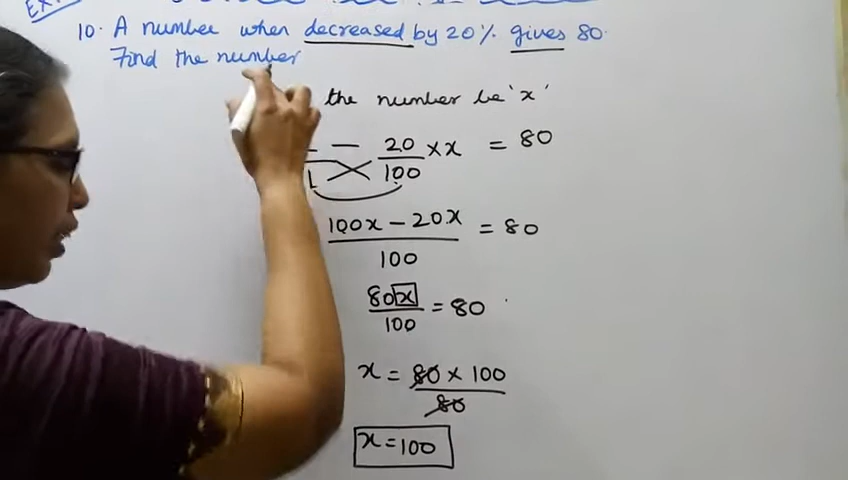 10. A number when decreased by 20% gives 80.
Find the number
the number be 'x'
— 20/100 × x = 80
100x – 20x / 100 = 80
80x/100 = 80
x = 80 × 100 / 80
x = 100